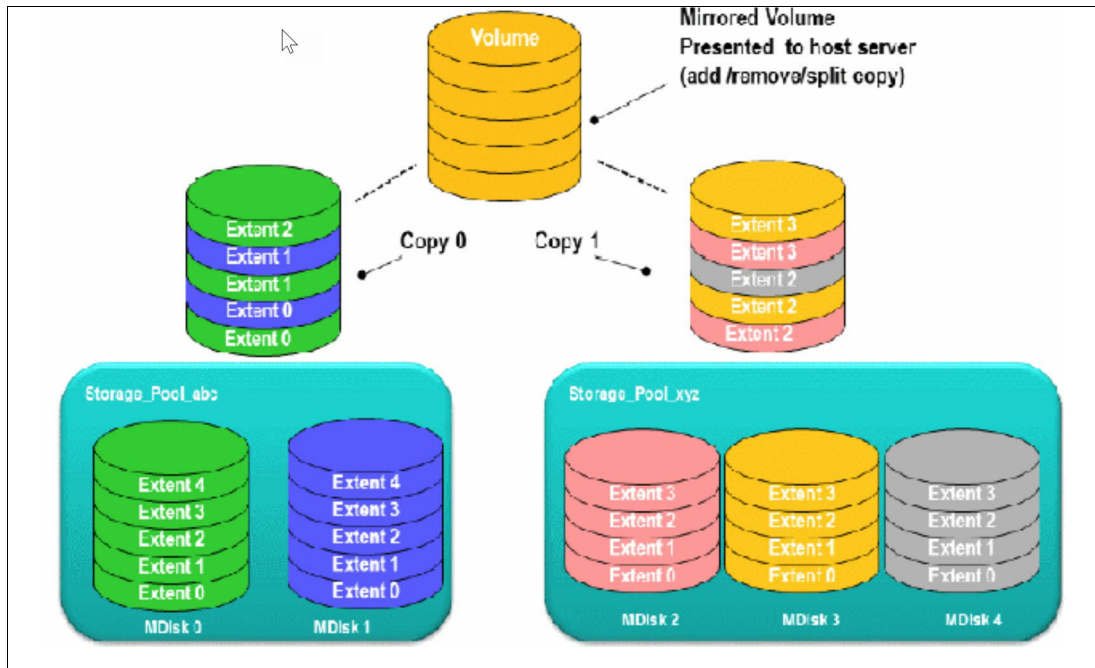 Volume
Mirrored Volume
Presented to host server
(add /remove/split copy)
Copy 0
Copy 1
Extent 2
Extent 1
Extent 1
Extent 0
Extent 0
Extent 3
Extent 3
Extent 2
Extent 2
Extent 2
Storage_Pool_abc
Extent 4
Extent 3
Extent 2
Extent 1
Extent 0
MDisk 0
Extent 4
Extent 3
Extent 2
Extent 1
Extent 0
MDisk 1
Storage_Pool_xyz
Extent 3
Extent 2
Extent 1
Extent 0
MDisk 2
Extent 3
Extent 2
Extent 1
Extent 0
MDisk 3
Extent 3
Extent 2
Extent 1
Extent 0
MDisk 4